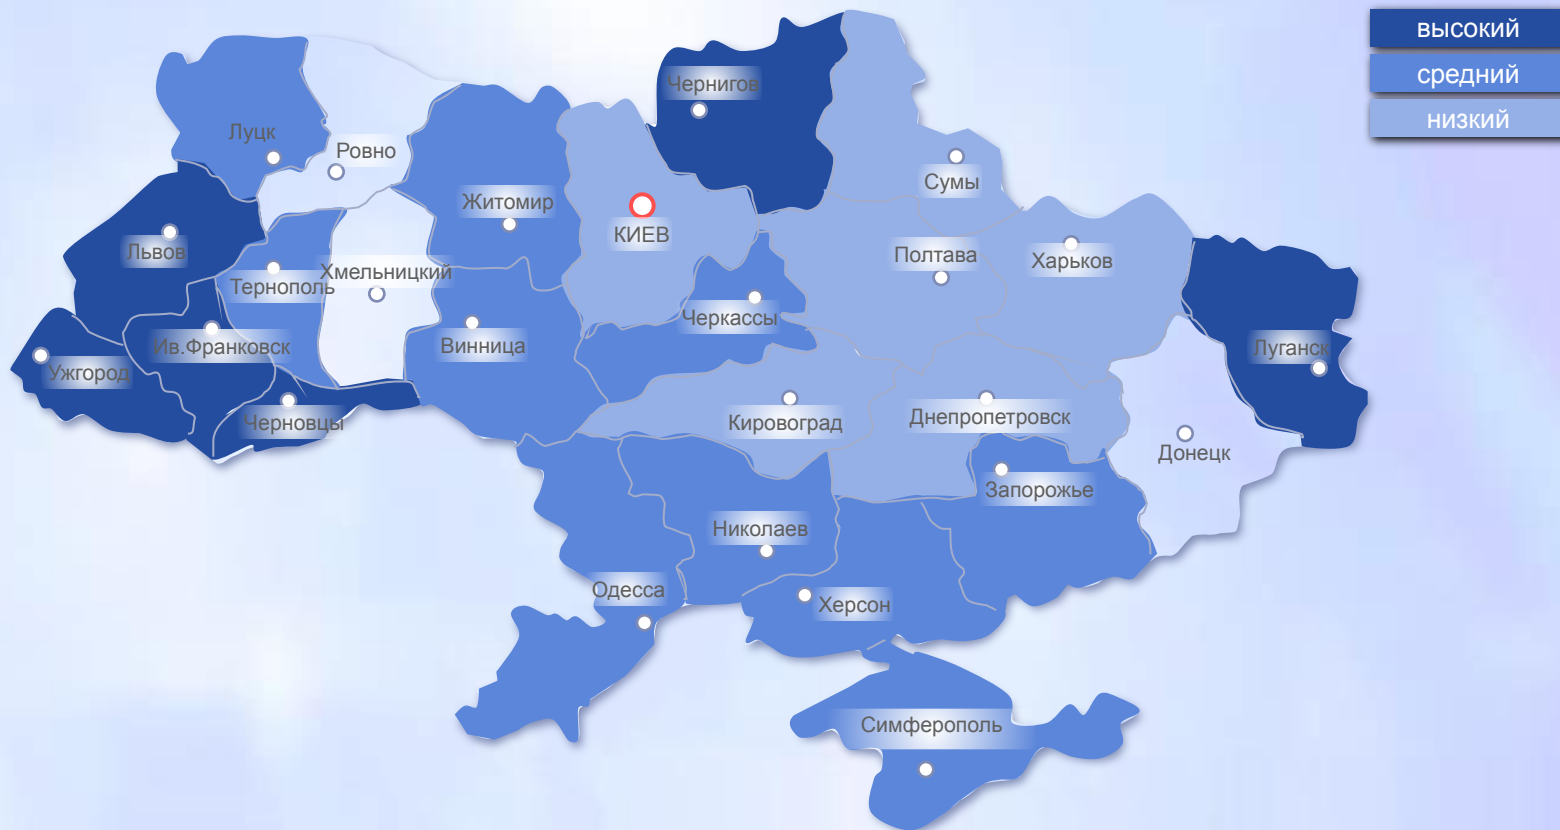 высокий
средний
низкий
Чернигов
Луцк
Ровно
Сумы
Житомир
КИЕВ
Львов
Полтава
Харьков
Хмельницкий
Тернополь
Черкассы
Винница
Ив.Франковск
Луганск
Ужгород
Черновцы
Кировоград
Днепропетровск
Донецк
Запорожье
Николаев
Одесса
Херсон
Симферополь